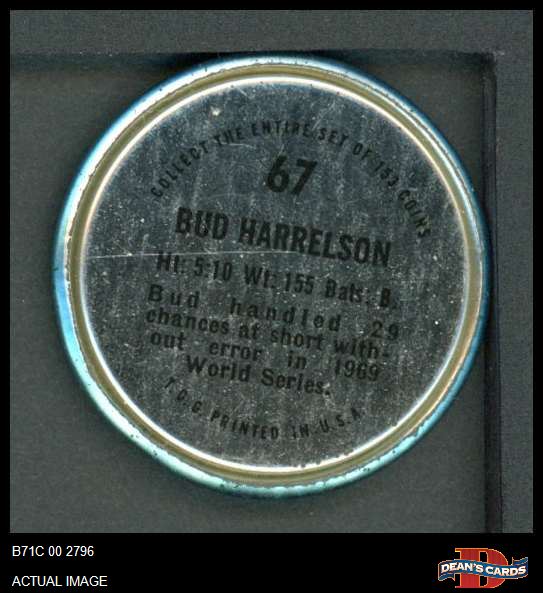 COLLECT THE ENTIRE SET OF 153 COINS
67
BUD HARRELSON
Ht: 5-10 Wt: 155 Bats: B.
Bud handled 29
chances at short with-
out error in 1969
World Series.
T.C.G. PRINTED IN U.S.A.
B71C 00 2796
ACTUAL IMAGE
D
DEAN'S CARDS